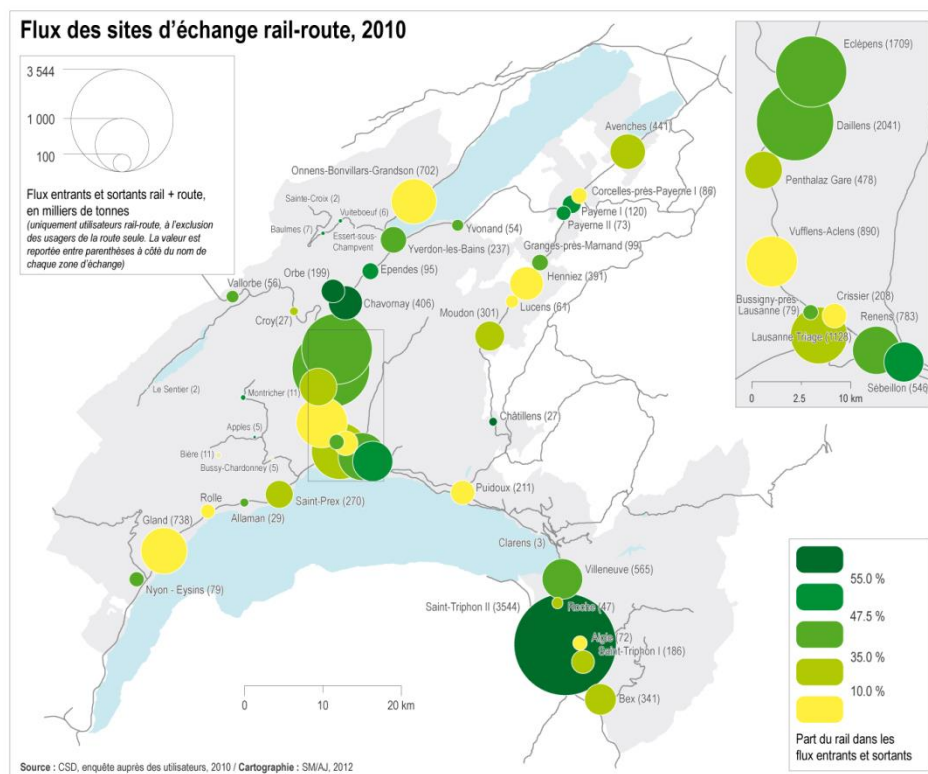 Flux des sites d'échange rail-route, 2010
3 544
1 000
100
Flux entrants et sortants rail + route,
en milliers de tonnes
(uniquement utilisateurs rail-route, à l'exclusion
des usagers de la route seule. La valeur est
reportée entre parenthèses à côté du nom de
chaque zone d'échange)
Avenches (441)
Onnens-Bonvillars-Grandson (702)
Corcelles-près-Payerne I (86)
Sainte-Croix (2)
Vuiteboeuf (6)
Payerne I (120)
Baulmes (7)
Essert-sous-
Champvent
Yvonand (54)
Payerne II (73)
Yverdon-les-Bains (237)
Granges-près-Marnand (99)
Ependes (95)
Henniez (391)
Orbe (199)
Vallorbe (56)
Chavornay (406)
Lucens (61)
Croy(27)
Moudon (301)
Le Sentier (2)
Montricher (11)
Châtillens (27)
Apples (5)
Bière (11)
Bussy-Chardonney (5)
Puidoux (211)
Rolle
Saint-Prex (270)
Allaman (29)
Gland (738)
Clarens (3)
Villeneuve (565)
Nyon - Eysins (79)
Saint-Triphon II (3544)
Roche (47)
Aigle (72)
Saint-Triphon I (186)
Bex (341)
0
10
20 km
Eclépens (1709)
Daillens (2041)
Penthalaz Gare (478)
Vufflens-Aclens (890)
Crissier (208)
Bussigny-près
Lausanne (79)
Renens (783)
Lausanne Triage (1128)
Sébeillon (546)
0
2.5
10 km
55.0 %
47.5 %
35.0 %
10.0 %
Part du rail dans les
flux entrants et sortants
Source : CSD, enquête auprès des utilisateurs, 2010 / Cartographie : SM/AJ, 2012